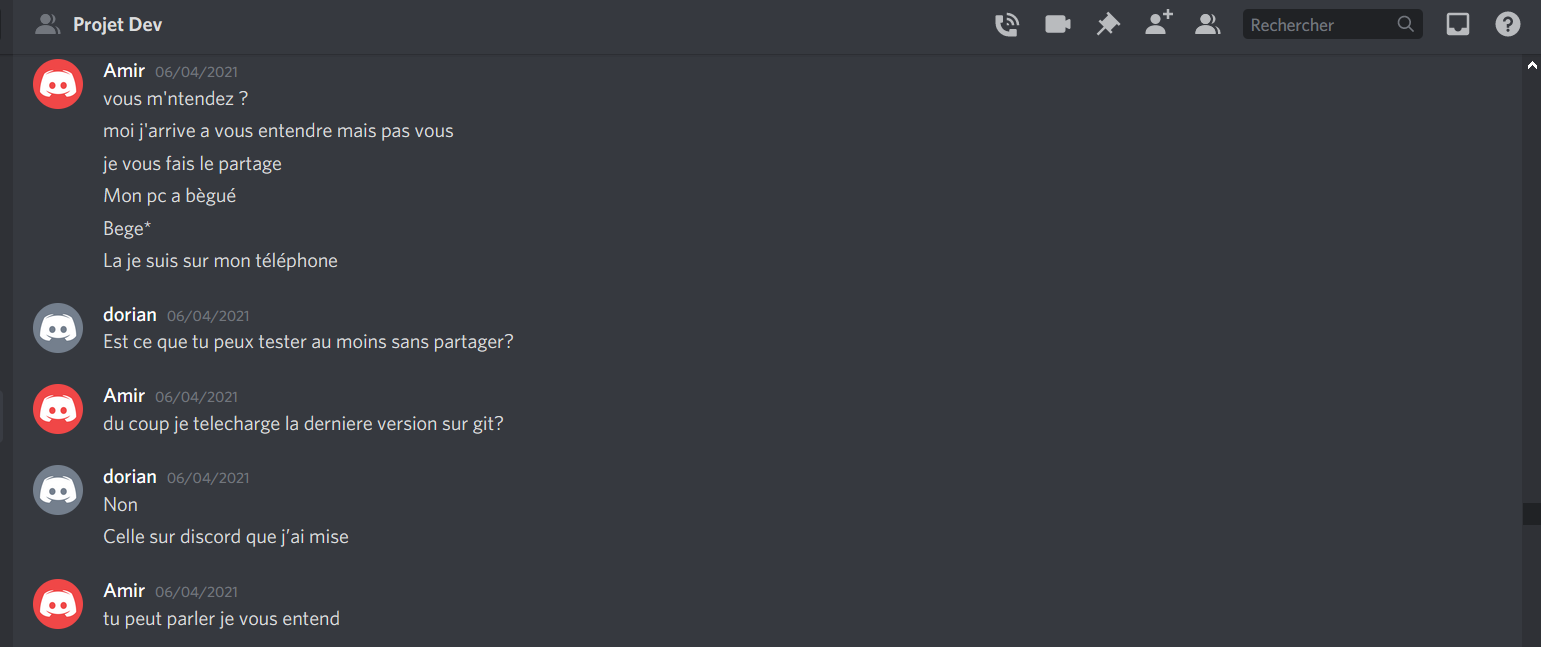 Projet Dev
Rechercher
Amir 06/04/2021
vous m'ntendez ?
moi j'arrive a vous entendre mais pas vous
je vous fais le partage
Mon pc a bègué
Bege*
La je suis sur mon téléphone
dorian 06/04/2021
Est ce que tu peux tester au moins sans partager?
Amir 06/04/2021
du coup je telecharge la derniere version sur git?
dorian 06/04/2021
Non
Celle sur discord que j’ai mise
Amir 06/04/2021
tu peut parler je vous entend